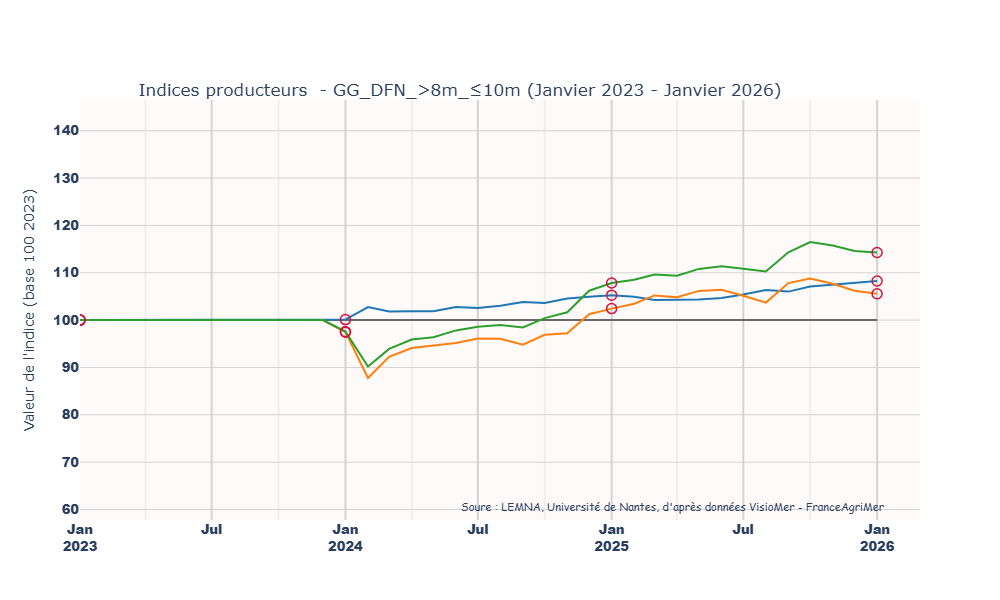 Indices producteurs - GG_DFN_>8m_≤10m (Janvier 2023 - Janvier 2026)
Valeur de l'indice (base 100 2023)
140
130
120
110
100
90
80
70
60
Soure : LEMNA, Université de Nantes, d'après données VisioMer - FranceAgriMer
Jan Jul Jan Jul Jan Jul Jan
2023 2024 2025 2026